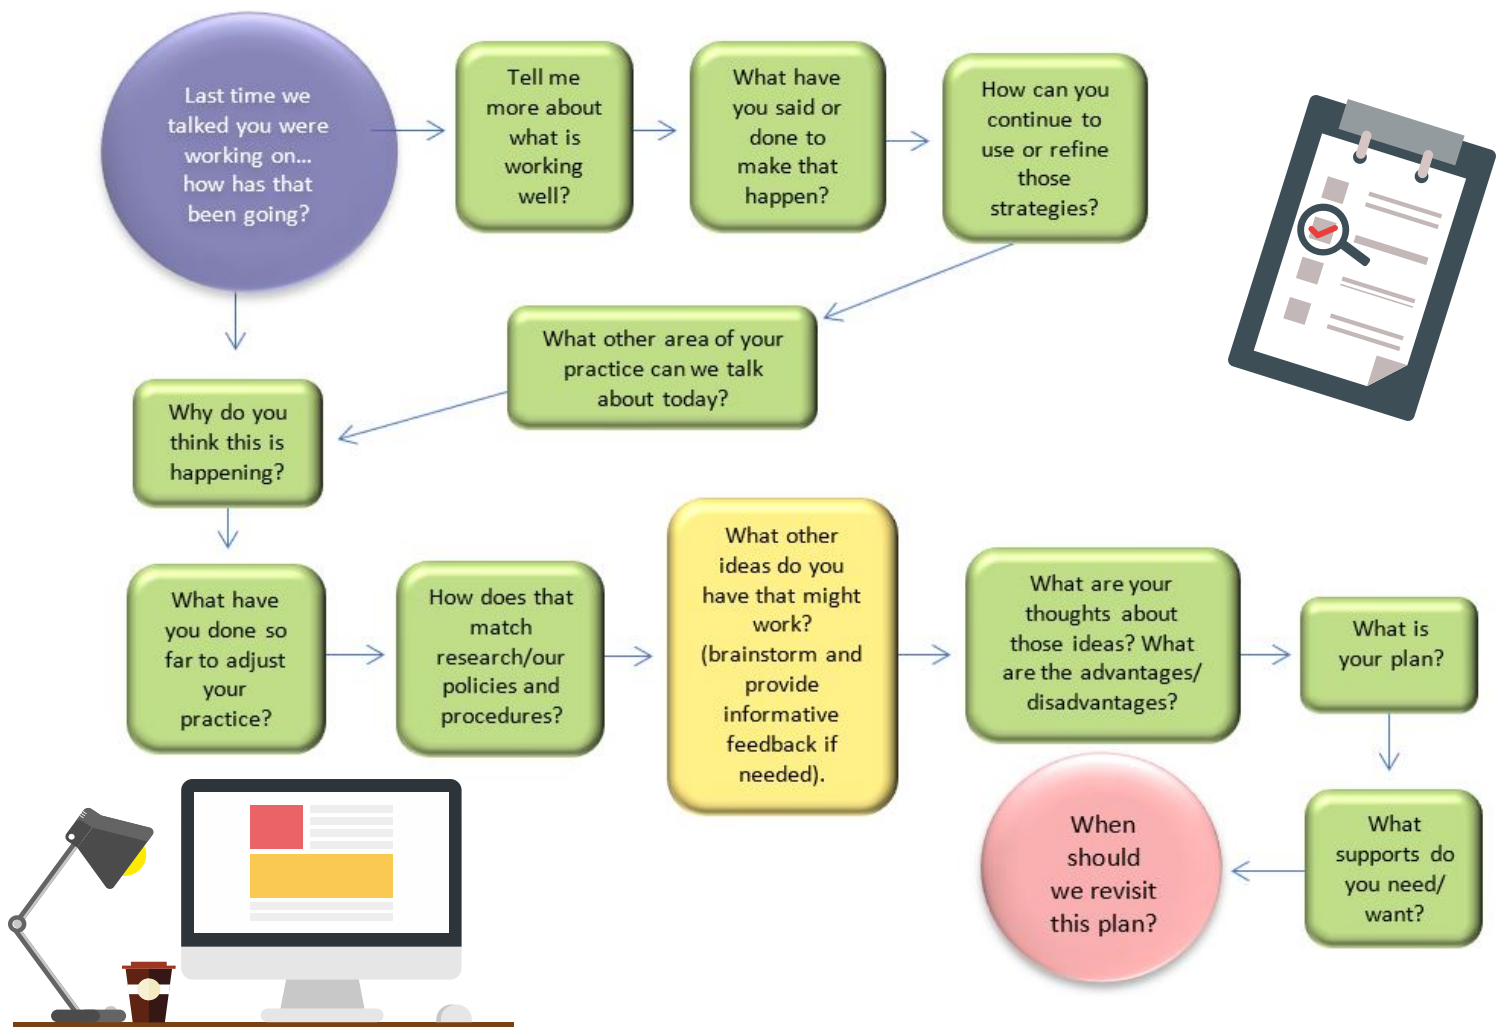 Last time we
talked you were
working on...
how has that
been going?
Tell me
more about
what is
working
well?
What have
you said or
done to
make that
happen?
How can you
continue to
use or refine
those
strategies?
What other area of your
practice can we talk
about today?
Why do you
think this is
happening?
What have
you done so
far to adjust
your
practice?
How does that
match
research/our
policies and
procedures?
What other
ideas do you
have that might
work?
(brainstorm and
provide
informative
feedback if
needed).
What are your
thoughts about
those ideas? What
are the advantages/
disadvantages?
What is
your plan?
What
supports do
you need/
want?
When
should
we revisit
this plan?